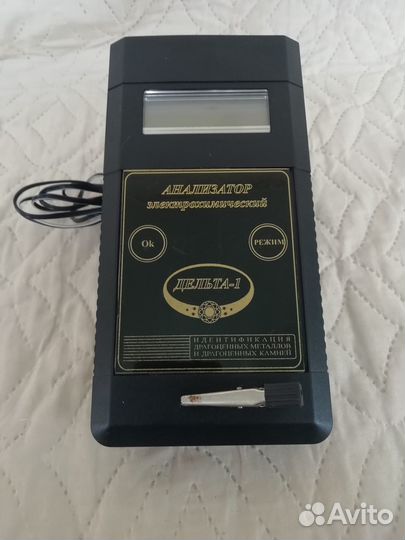 АНАЛИЗАТОР
электрохимический
Ok
РЕЖИМ
ДЕЛЬТА-1
ИДЕНТИФИКАЦИЯ
ДРАГОЦЕННЫХ МЕТАЛЛОВ
И ДРАГОЦЕННЫХ КАМНЕЙ
Avito